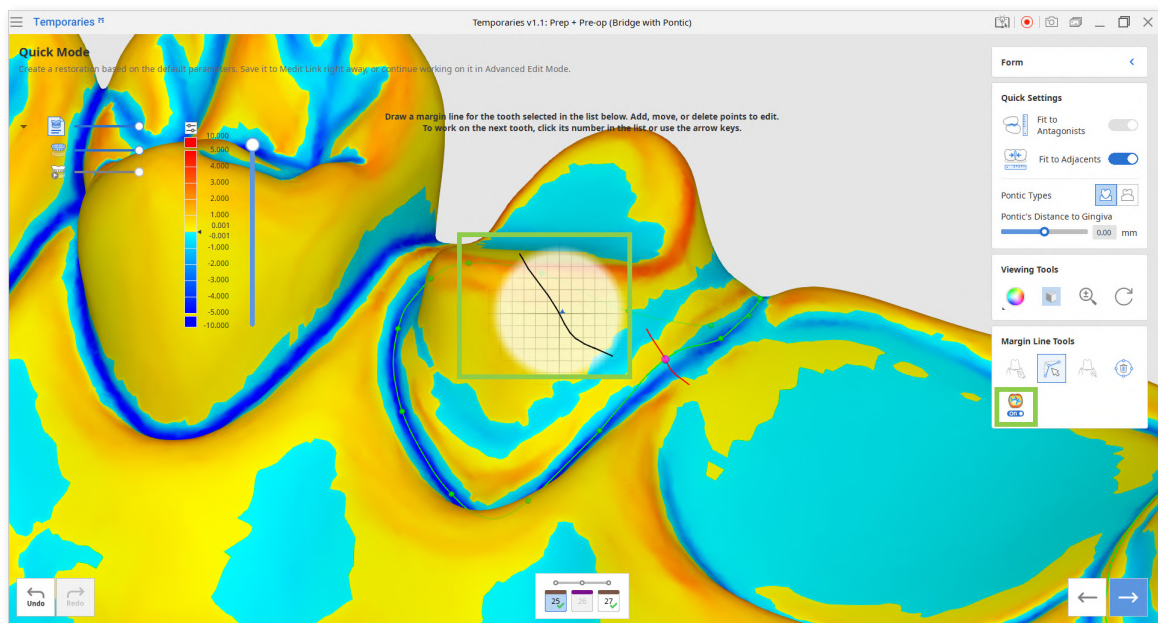 Temporaries
Temporaries v1.1: Prep + Pre-op (Bridge with Pontic)
Quick Mode
Create a restoration based on the default parameters. Save it to Medit Link right away, or continue working on it in Advanced Edit Mode.
Draw a margin line for the tooth selected in the list below. Add, move, or delete points to edit.
To work on the next tooth, click its number in the list or use the arrow keys.
10.000
5.000
4.000
3.000
2.000
1.000
0.001
-0.001
-1.000
-2.000
-3.000
-4.000
-5.000
-10.000
Form
Quick Settings
Fit to
Antagonists
Fit to Adjacents
Pontic Types
Pontic's Distance to Gingiva
0.00 mm
Viewing Tools
Margin Line Tools
ON
Undo
Redo
25
26
27